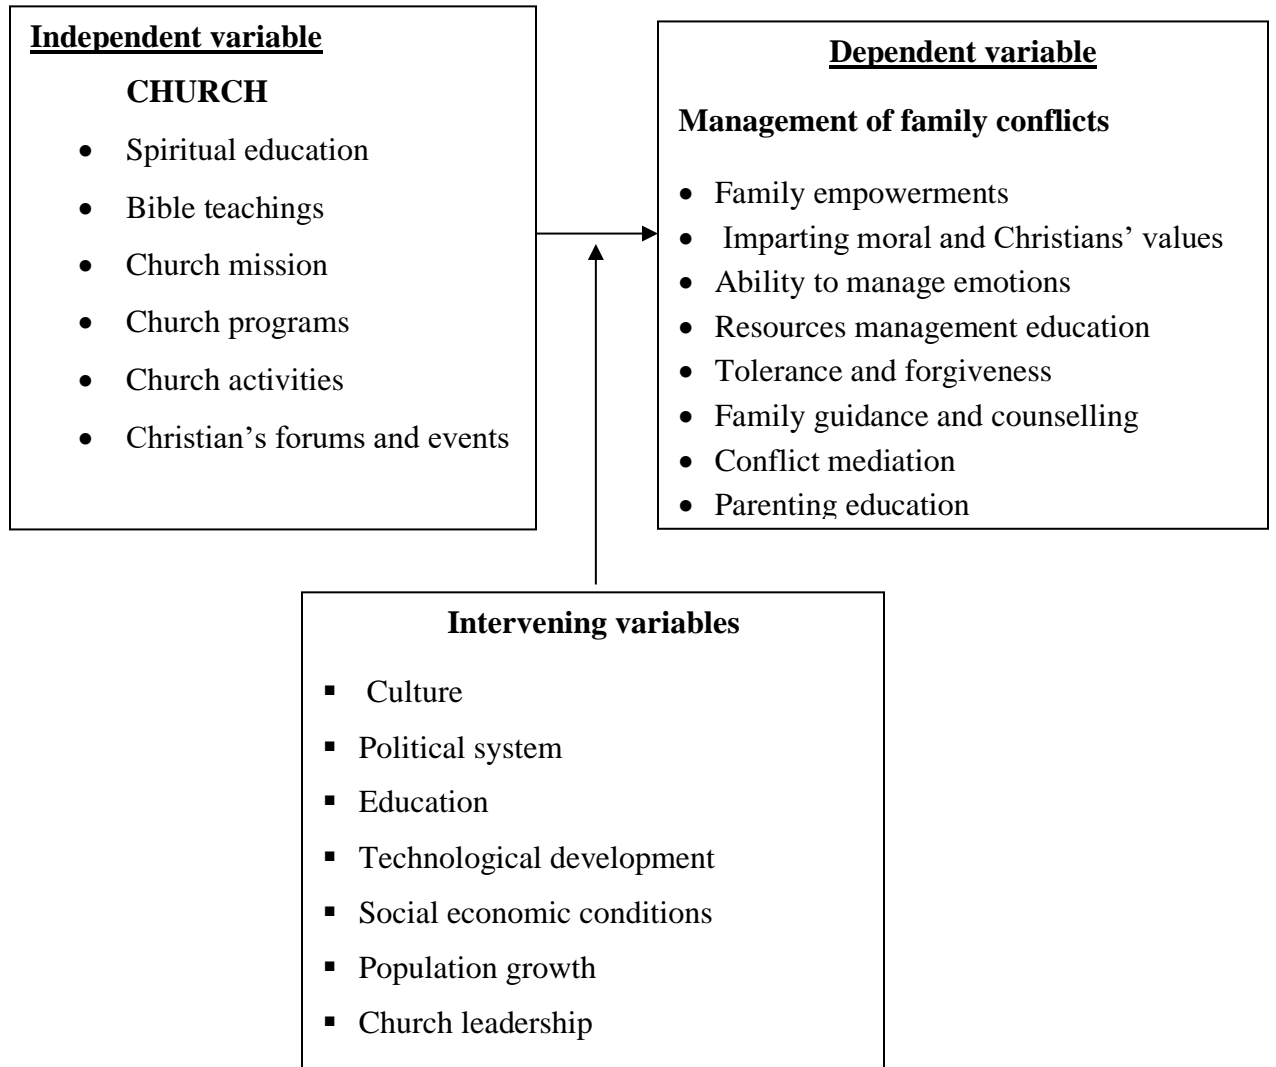 Independent variable
CHURCH
• Spiritual education
• Bible teachings
• Church mission
• Church programs
• Church activities
• Christian’s forums and events
Dependent variable
Management of family conflicts
• Family empowerments
• Imparting moral and Christians’ values
• Ability to manage emotions
• Resources management education
• Tolerance and forgiveness
• Family guidance and counselling
• Conflict mediation
• Parenting education
Intervening variables
▪ Culture
▪ Political system
▪ Education
▪ Technological development
▪ Social economic conditions
▪ Population growth
▪ Church leadership